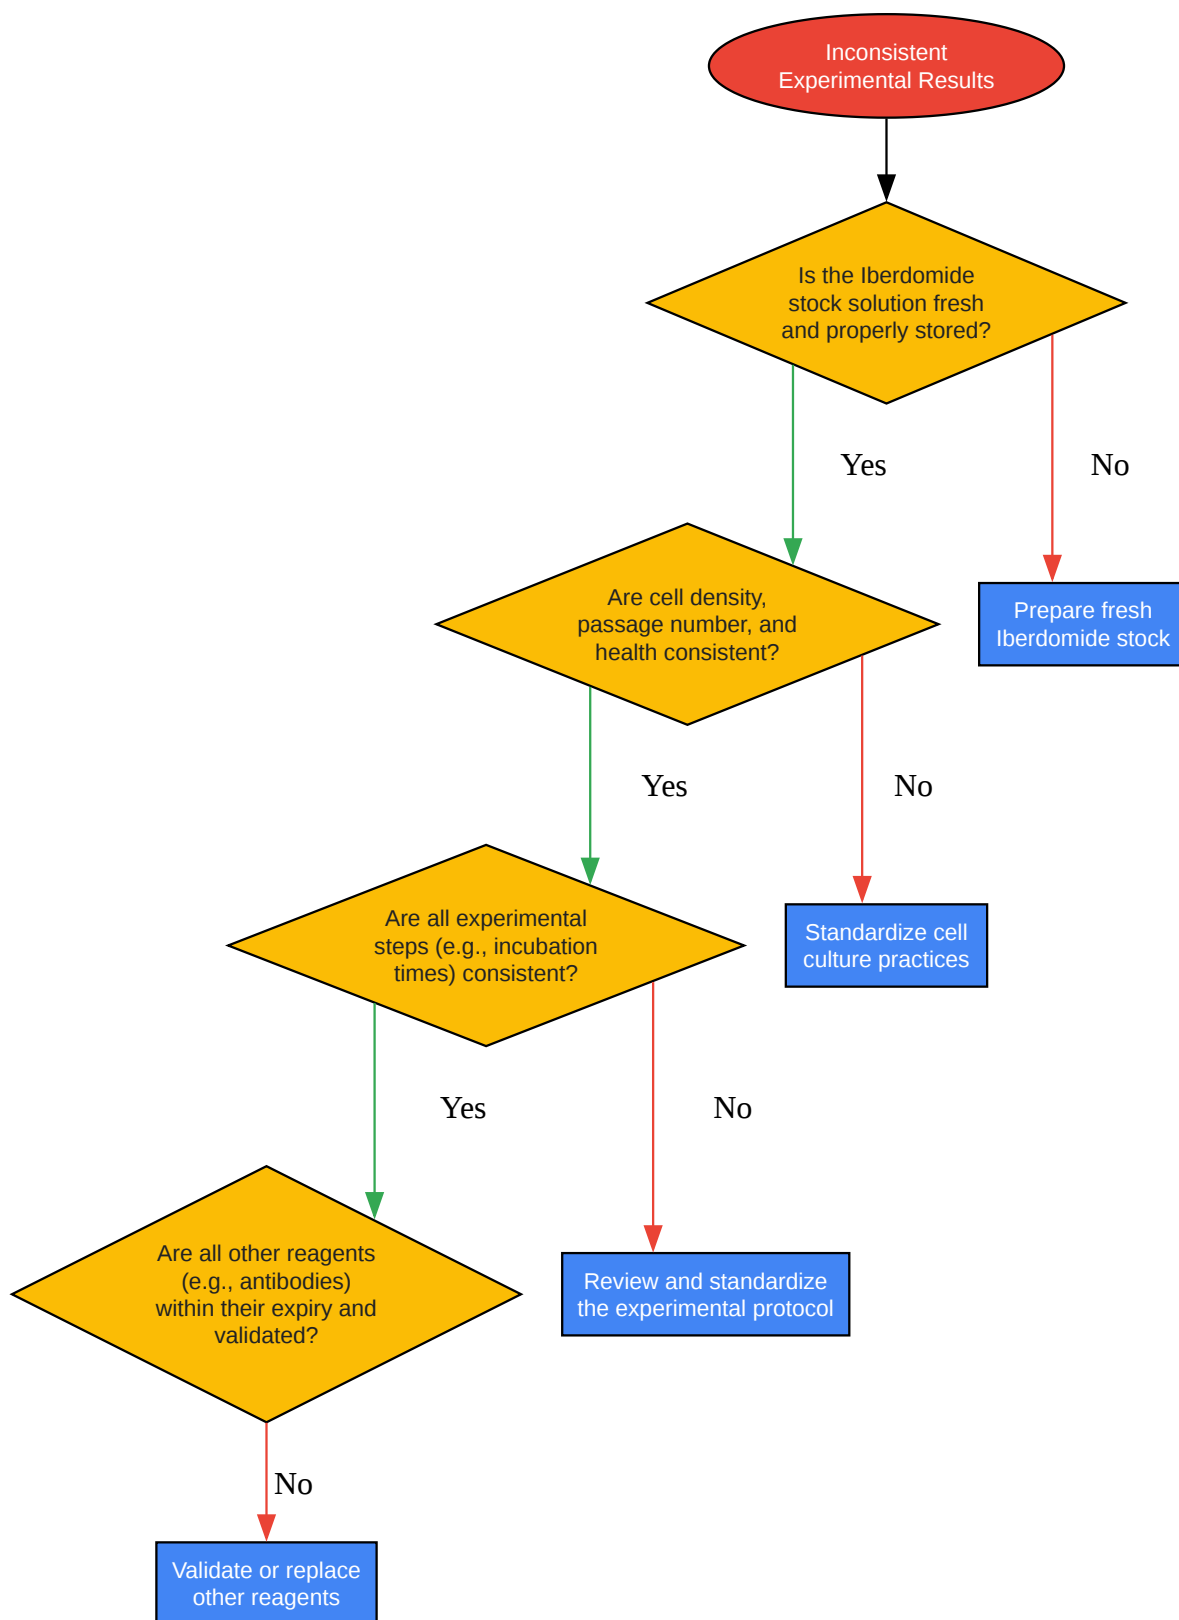 Inconsistent
Experimental Results
Is the Iberdomide
stock solution fresh
and properly stored?
Yes
No
Are cell density,
passage number, and
health consistent?
Prepare fresh
Iberdomide stock
Yes
No
Are all experimental
steps (e.g., incubation
times) consistent?
Standardize cell
culture practices
Yes
No
Are all other reagents
(e.g., antibodies)
within their expiry and
validated?
Review and standardize
the experimental protocol
No
Validate or replace
other reagents